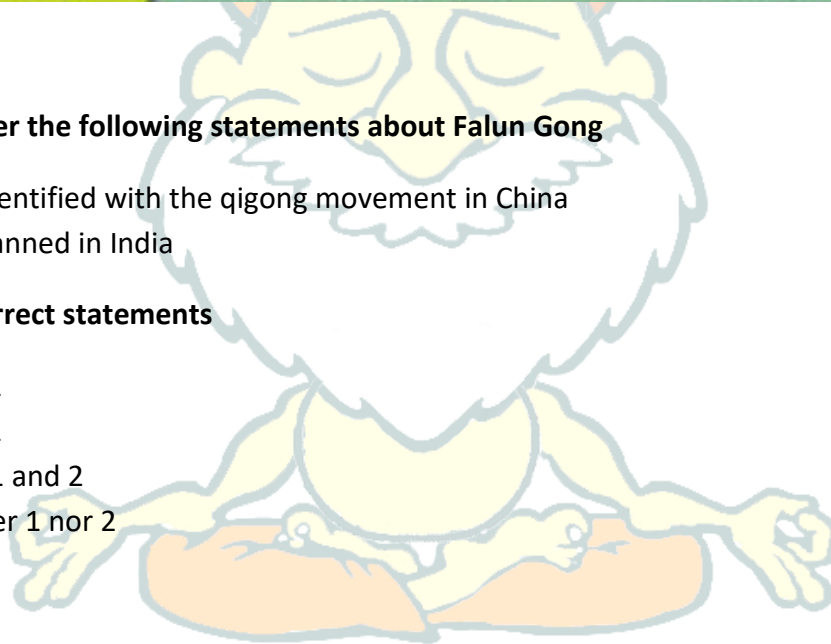 er the following statements about Falun Gong
entified with the qigong movement in China
anned in India
rrect statements
1 and 2
er 1 nor 2